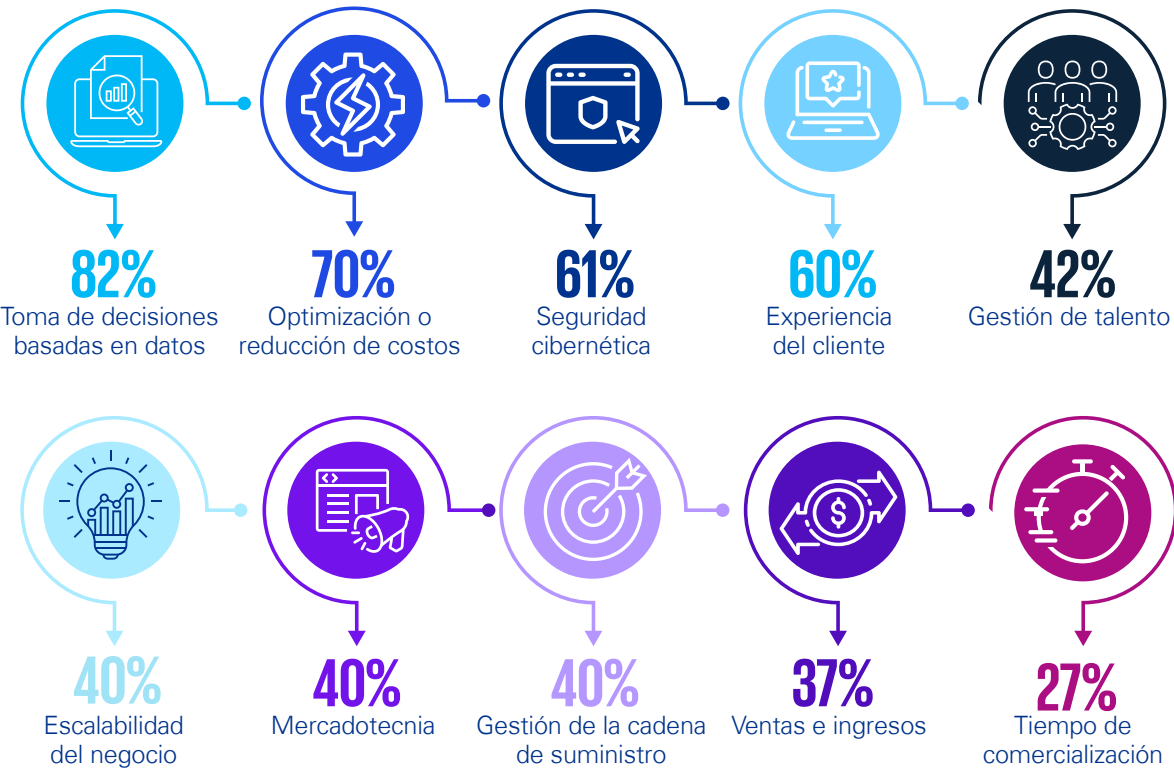 82%
Toma de decisiones
basadas en datos
70%
Optimización o
reducción de costos
61%
Seguridad
cibernética
60%
Experiencia
del cliente
42%
Gestión de talento
40%
Escalabilidad
del negocio
40%
Mercadotecnia
40%
Gestión de la cadena
de suministro
37%
Ventas e ingresos
27%
Tiempo de
comercialización